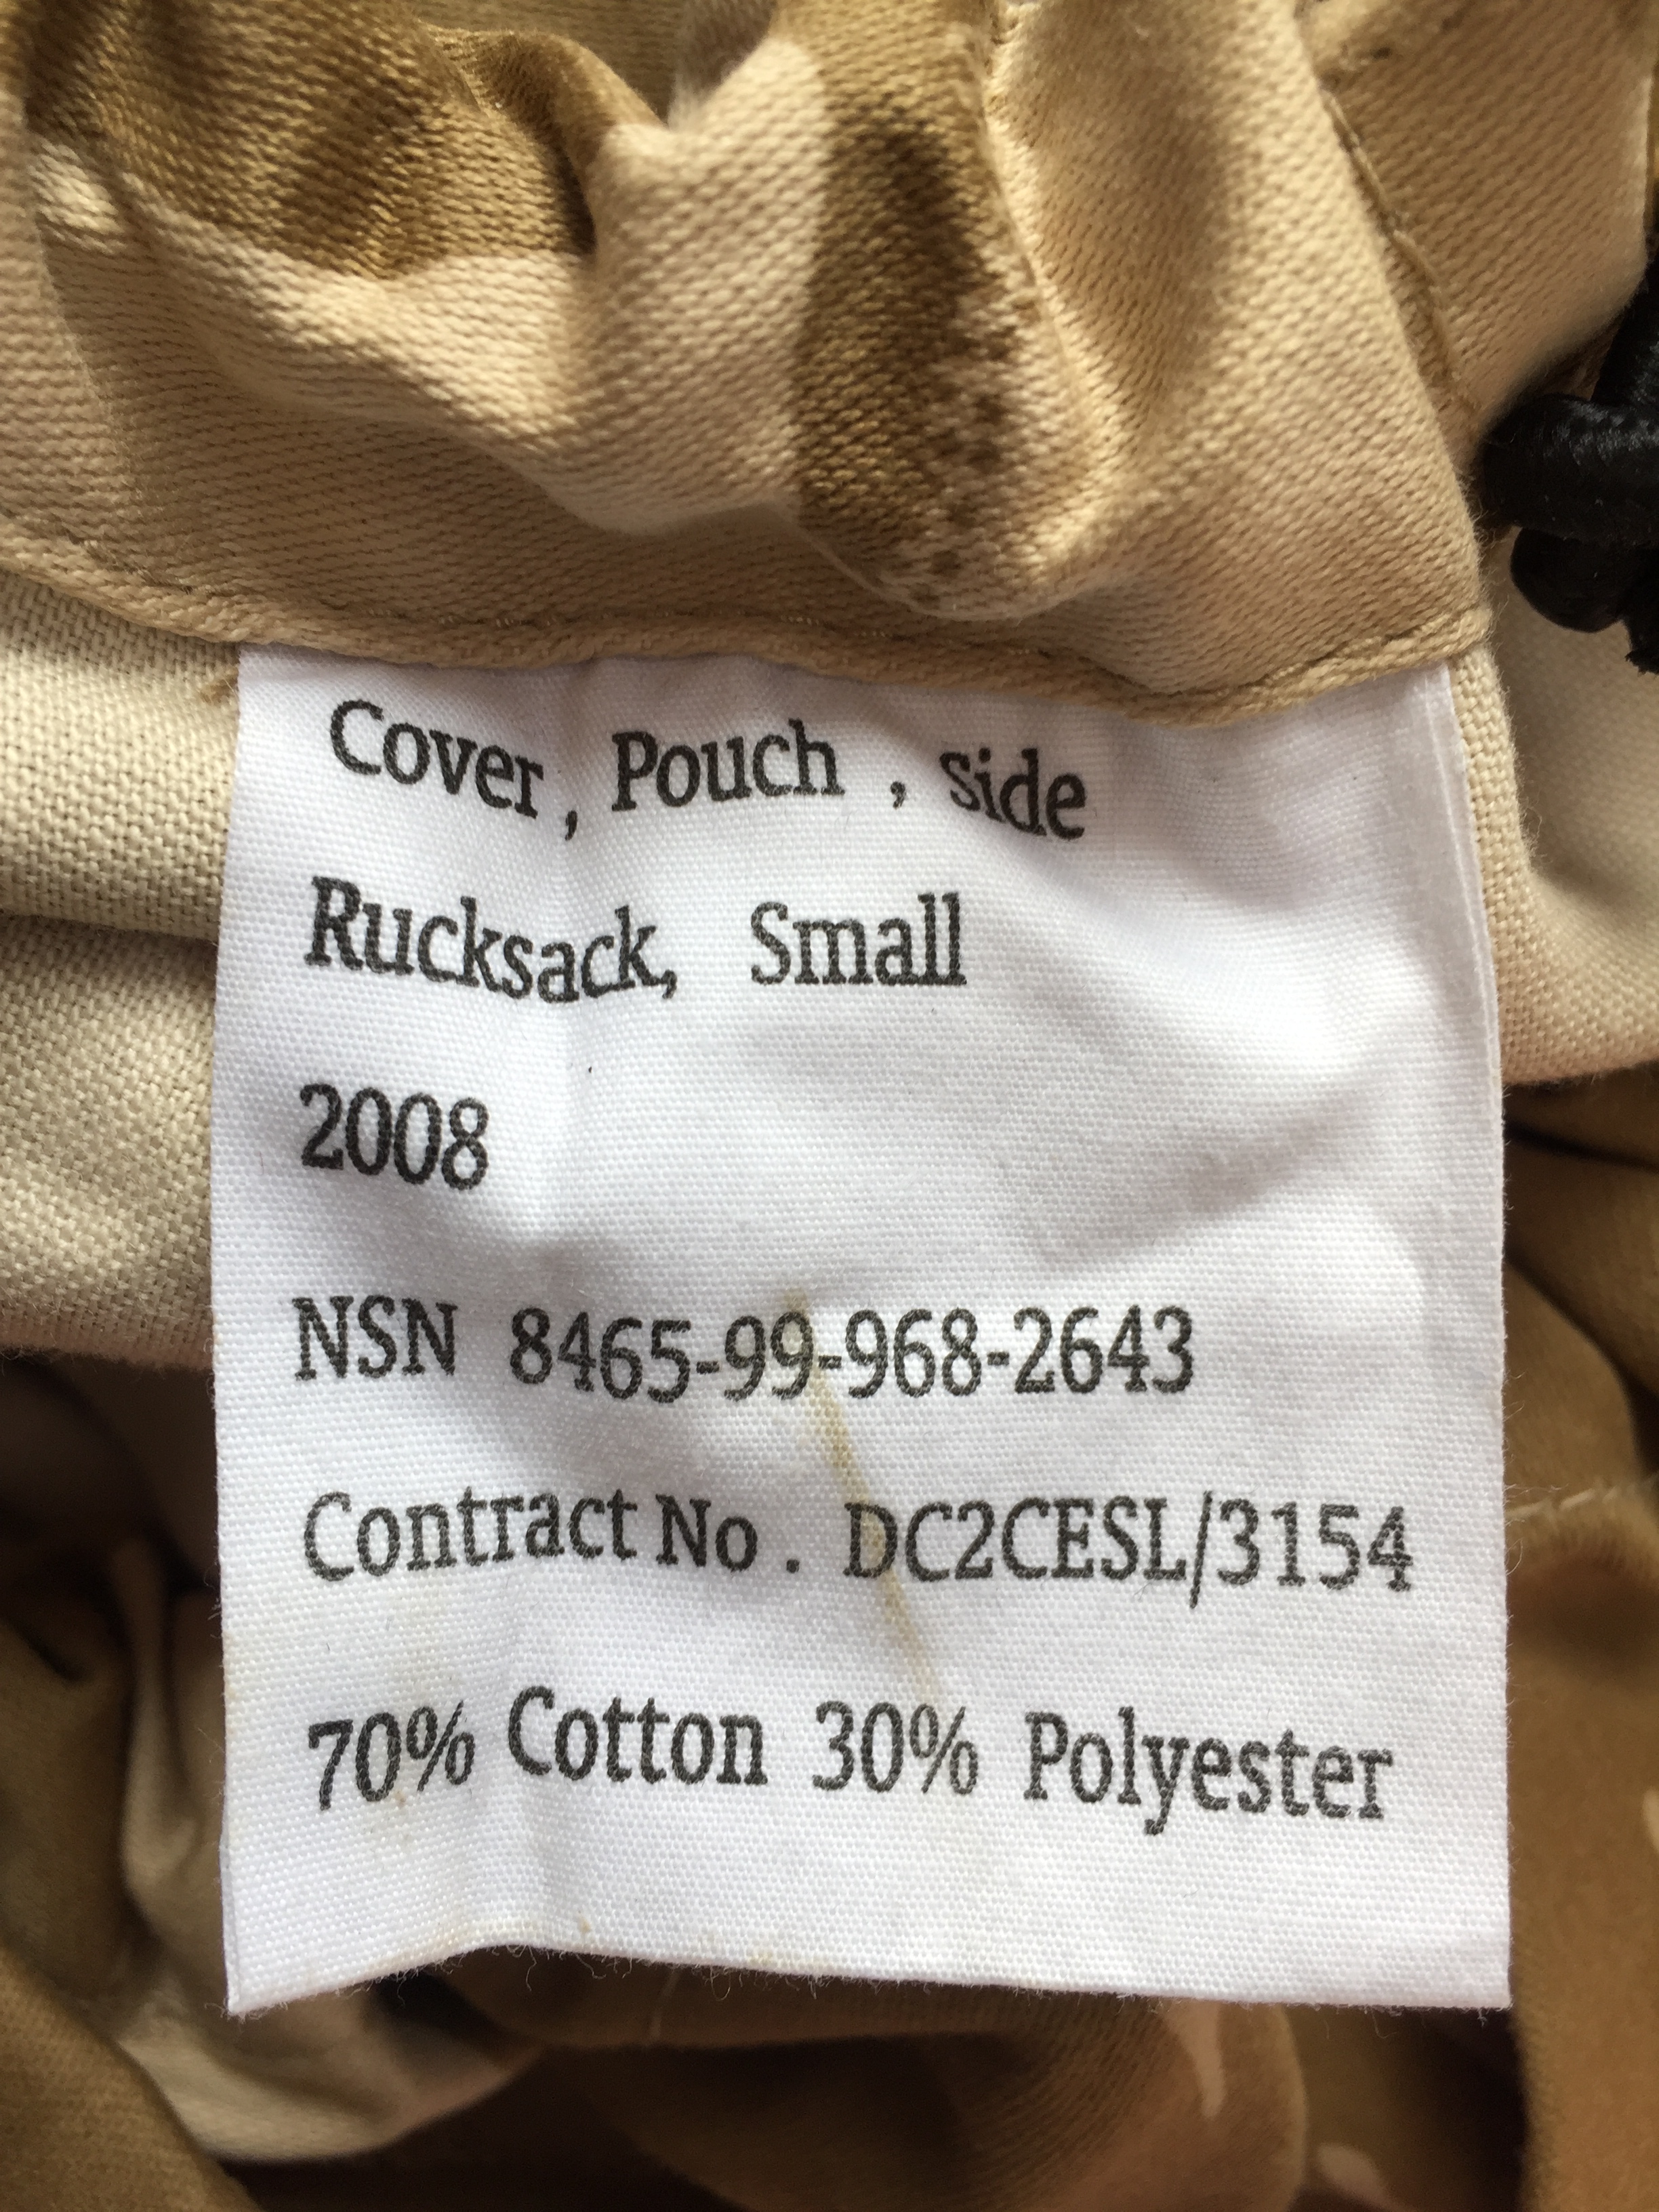 Cover, Pouch, side
Rucksack, Small
2008
NSN 8465-99-968-2643
Contract No. DC2CESL/3154
70% Cotton 30% Polyester